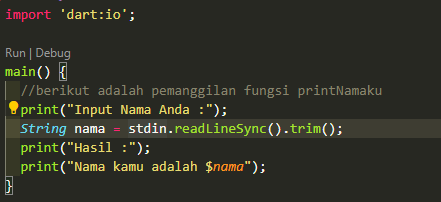 import 'dart:io';
Run | Debug
main() {
//berikut adalah pemanggilan fungsi printNamaku
print("Input Nama Anda :");
String nama = stdin.readLineSync().trim();
print("Hasil :");
print("Nama kamu adalah $nama");
}